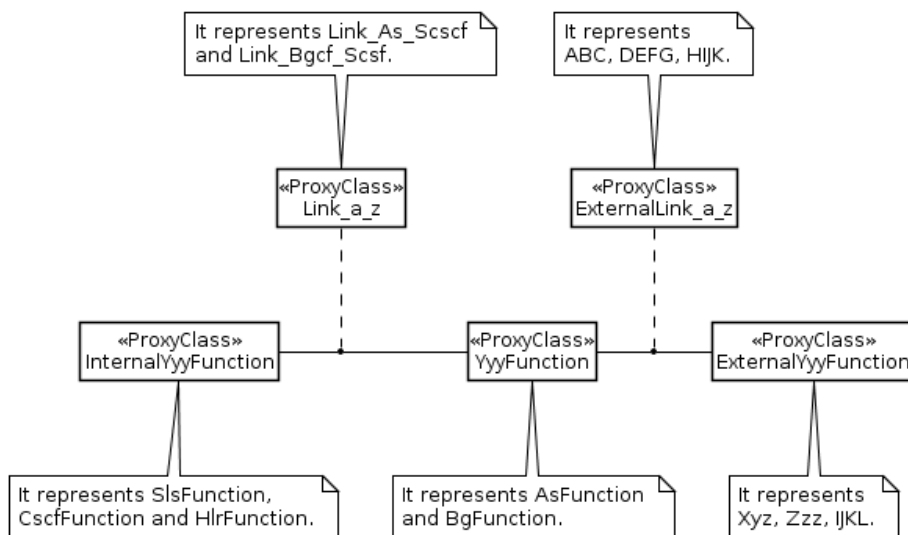 It represents Link_As_Scscf
and Link_Bgcf_Scsf.
It represents
ABC, DEFG, HIJK.
«ProxyClass»
Link_a_z
«ProxyClass»
ExternalLink_a_z
«ProxyClass»
InternalYyyFunction
«ProxyClass»
YyyFunction
«ProxyClass»
ExternalYyyFunction
It represents SlsFunction,
CscfFunction and HlrFunction.
It represents AsFunction
and BgFunction.
It represents
Xyz, Zzz, IJKL.